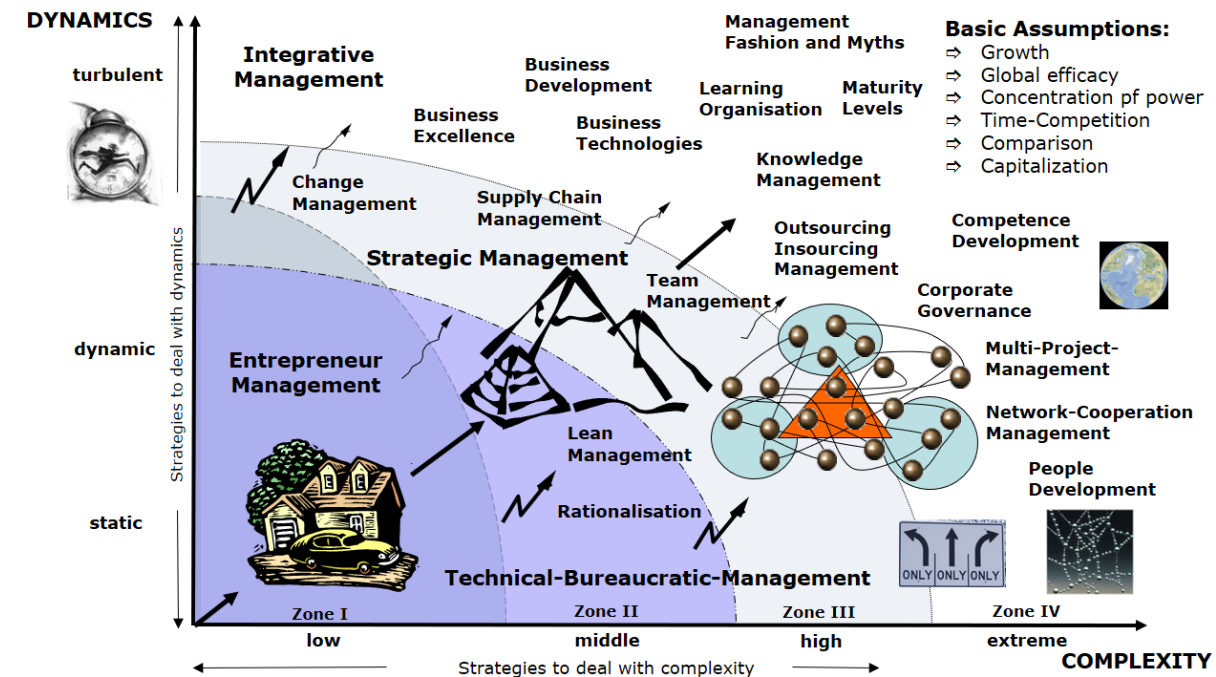 DYNAMICS
turbulent
dynamic
static
Strategies to deal with dynamics
Integrative
Management
Business
Excellence
Business
Development
Business
Technologies
Management
Fashion and Myths
Learning
Organisation
Maturity
Levels
Basic Assumptions:
⇨ Growth
⇨ Global efficacy
⇨ Concentration pf power
⇨ Time-Competition
⇨ Comparison
⇨ Capitalization
Change
Management
Supply Chain
Management
Knowledge
Management
Strategic Management
Team
Management
Outsourcing
Insourcing
Management
Competence
Development
Corporate
Governance
Entrepreneur
Management
Multi-Project-
Management
Network-Cooperation
Management
Lean
Management
People
Development
Rationalisation
ONLY
ONLY
ONLY
Technical-Bureaucratic-Management
Zone I
Zone II
Zone III
Zone IV
low
middle
high
extreme
Strategies to deal with complexity
COMPLEXITY